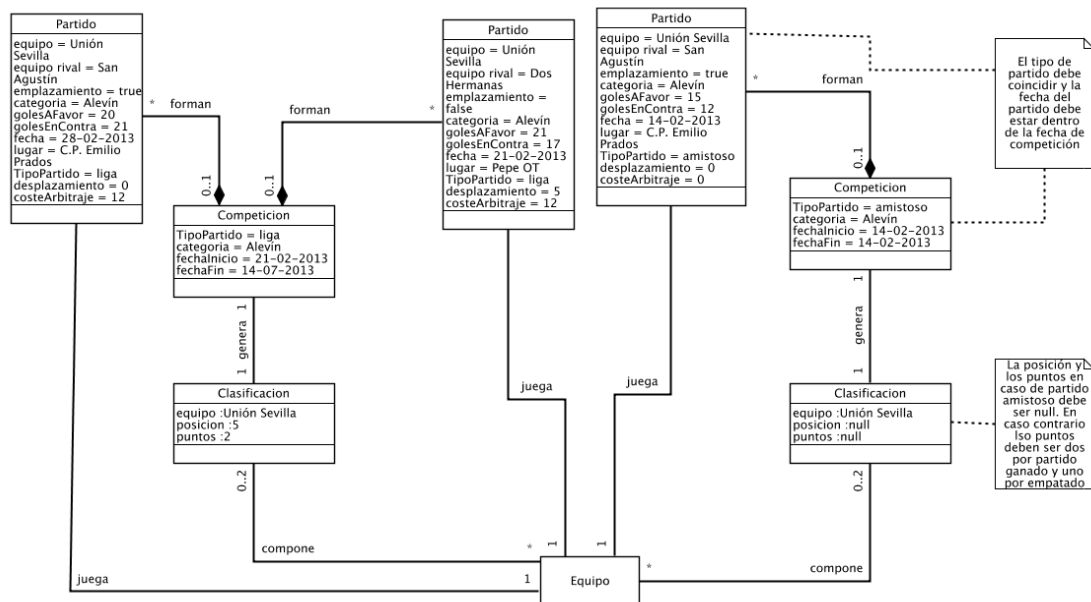 Partido
equipo = Unión
Sevilla
equipo rival = San
Agustín
emplazamiento = true
categoria = Alevín
golesAFavor = 20
golesEnContra = 21
fecha = 28-02-2013
lugar = C.P. Emilio
Prados
TipoPartido = liga
desplazamiento = 0
costeArbitraje = 12
Partido
equipo = Unión
Sevilla
equipo rival = Dos
Hermanas
emplazamiento =
false
categoria = Alevín
golesAFavor = 21
golesEnContra = 17
fecha = 21-02-2013
lugar = Pepe OT
TipoPartido = liga
desplazamiento = 5
costeArbitraje = 12
Partido
equipo = Unión Sevilla
equipo rival = San
Agustín
emplazamiento = true
categoria = Alevín
golesAFavor = 15
golesEnContra = 12
fecha = 14-02-2013
lugar = C.P. Emilio
Prados
TipoPartido = amistoso
desplazamiento = 0
costeArbitraje = 0
El tipo de
partido debe
coincidir y la
fecha del
partido debe
estar dentro
de la fecha de
competición
* forman
forman *
* forman
0..1
0..1
0..1
Competicion
TipoPartido = liga
categoria = Alevín
fechaInicio = 21-02-2013
fechaFin = 14-07-2013
Competicion
TipoPartido = amistoso
categoria = Alevín
fechaInicio = 14-02-2013
fechaFin = 14-02-2013
1 genera 1
1 genera 1
juega
juega
Clasificacion
equipo :Unión Sevilla
posicion :5
puntos :2
Clasificacion
equipo :Unión Sevilla
posicion :null
puntos :null
La posición y
los puntos en
caso de partido
amistoso debe
ser null. En
caso contrario
lso puntos
deben ser dos
por partido
ganado y uno
por empatado
0..2
0..2
compone *
1
1
* compone
juega 1
Equipo